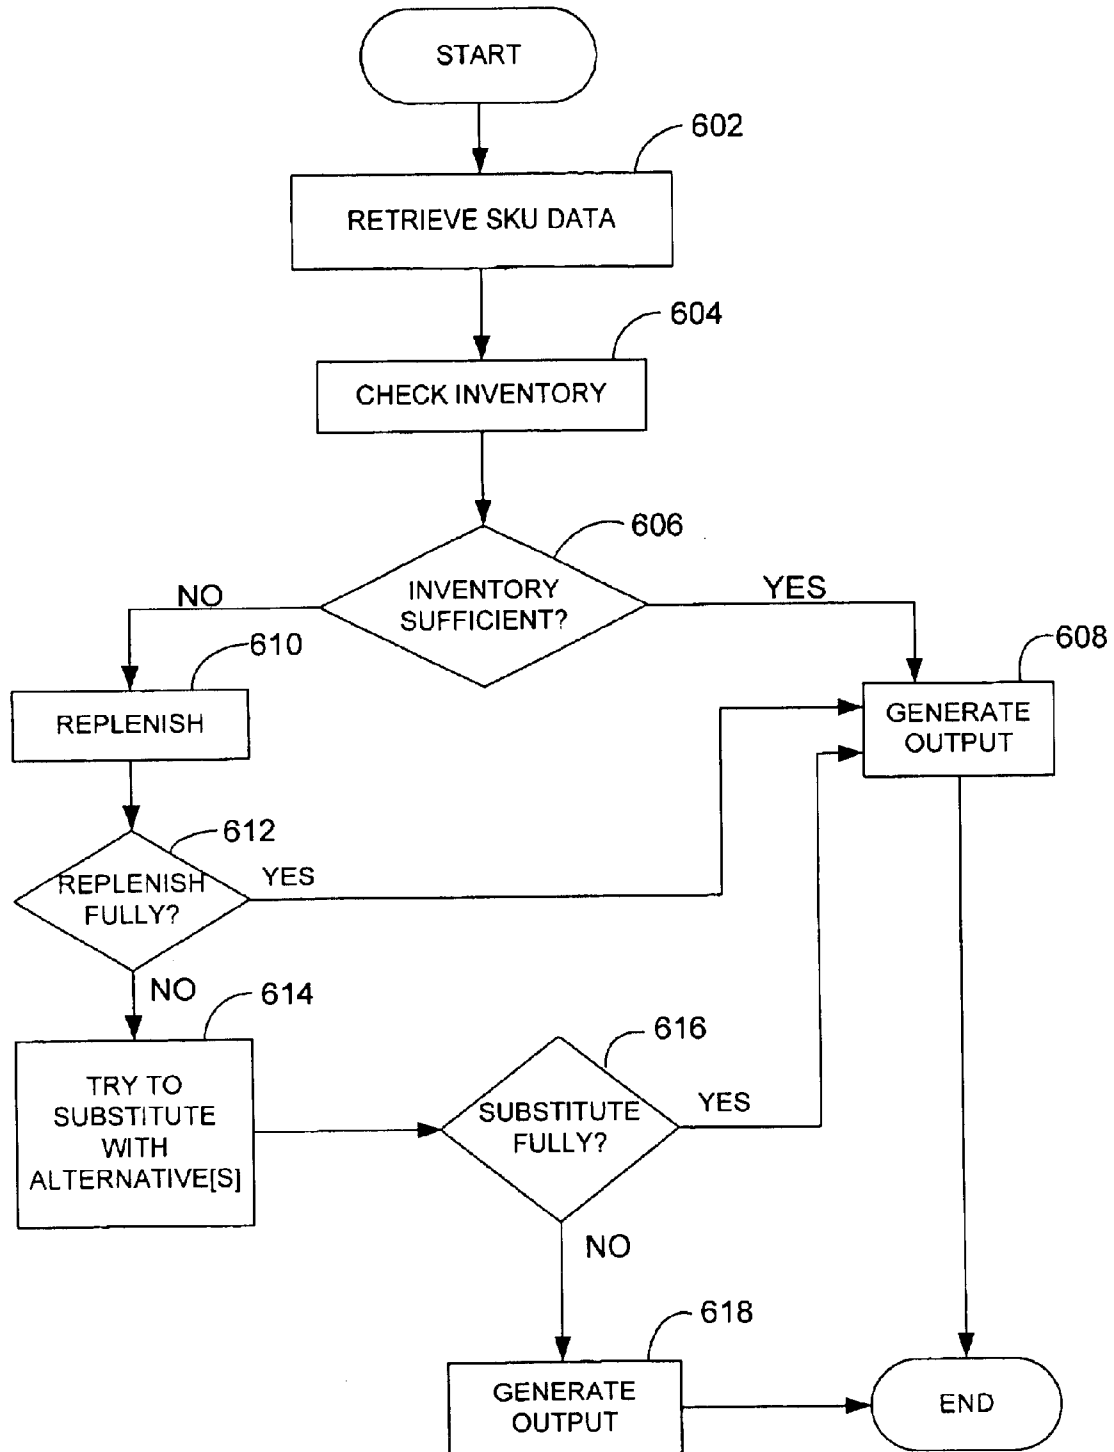 START
602
RETRIEVE SKU DATA
604
CHECK INVENTORY
606
INVENTORY
SUFFICIENT?
NO
YES
610
608
REPLENISH
GENERATE
OUTPUT
612
REPLENISH
FULLY?
YES
NO
614
616
TRY TO
SUBSTITUTE
WITH
ALTERNATIVE[S]
SUBSTITUTE
FULLY?
YES
NO
618
GENERATE
OUTPUT
END